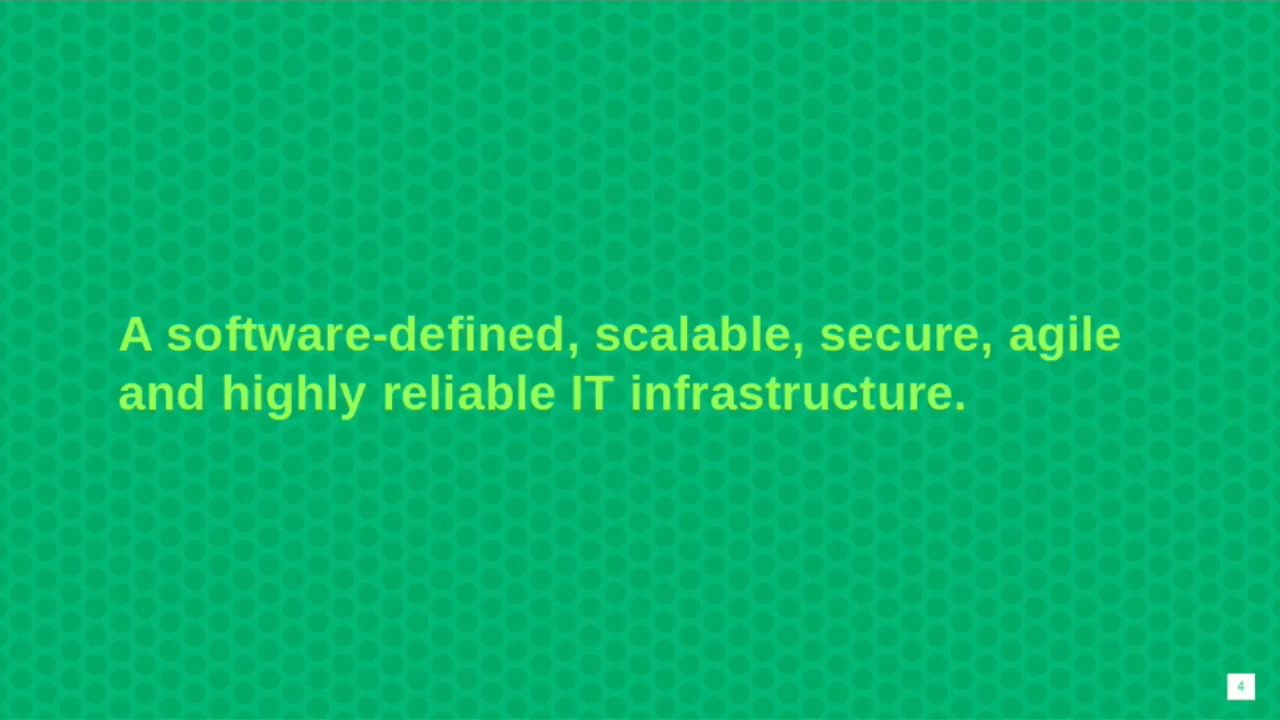 A software-defined, scalable, secure, agile
and highly reliable IT infrastructure.
4